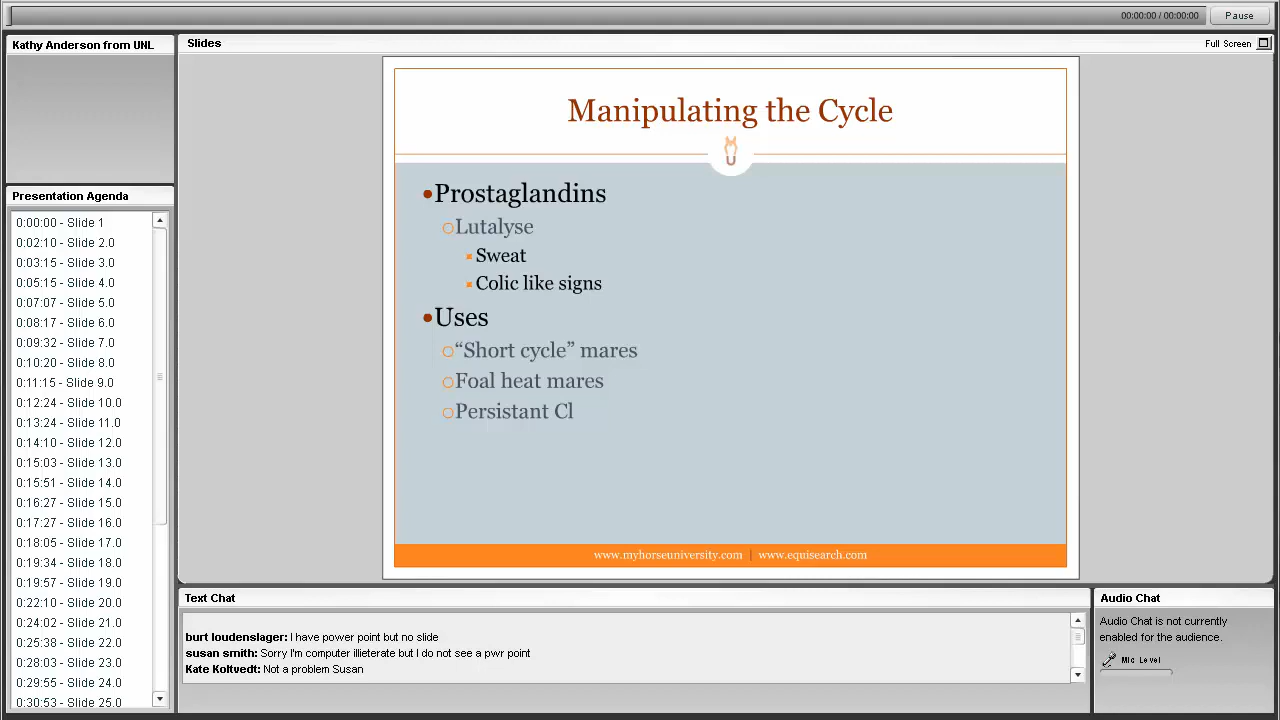 00:00:00 / 00:00:00
Pause
Kathy Anderson from UNL
Slides
Full Screen
Manipulating the Cycle
U
Prostaglandins
Lutalyse
Sweat
Colic like signs
Uses
“Short cycle” mares
Foal heat mares
Persistant Cl
www.myhorseuniversity.com | www.equisearch.com
Presentation Agenda
0:00:00 - Slide 1
0:02:10 - Slide 2.0
0:03:15 - Slide 3.0
0:05:15 - Slide 4.0
0:07:07 - Slide 5.0
0:08:17 - Slide 6.0
0:09:32 - Slide 7.0
0:10:20 - Slide 8.0
0:11:15 - Slide 9.0
0:12:24 - Slide 10.0
0:13:24 - Slide 11.0
0:14:10 - Slide 12.0
0:15:03 - Slide 13.0
0:15:51 - Slide 14.0
0:16:27 - Slide 15.0
0:17:27 - Slide 16.0
0:18:05 - Slide 17.0
0:19:34 - Slide 18.0
0:19:57 - Slide 19.0
0:22:10 - Slide 20.0
0:24:02 - Slide 21.0
0:25:38 - Slide 22.0
0:28:03 - Slide 23.0
0:29:55 - Slide 24.0
0:30:53 - Slide 25.0
Text Chat
burt loudenslager: I have power point but no slide
susan smith: Sorry I'm computer illieterate but I do not see a pwr point
Kate Koltvedt: Not a problem Susan
Audio Chat
Audio Chat is not currently
enabled for the audience.
Mic Level